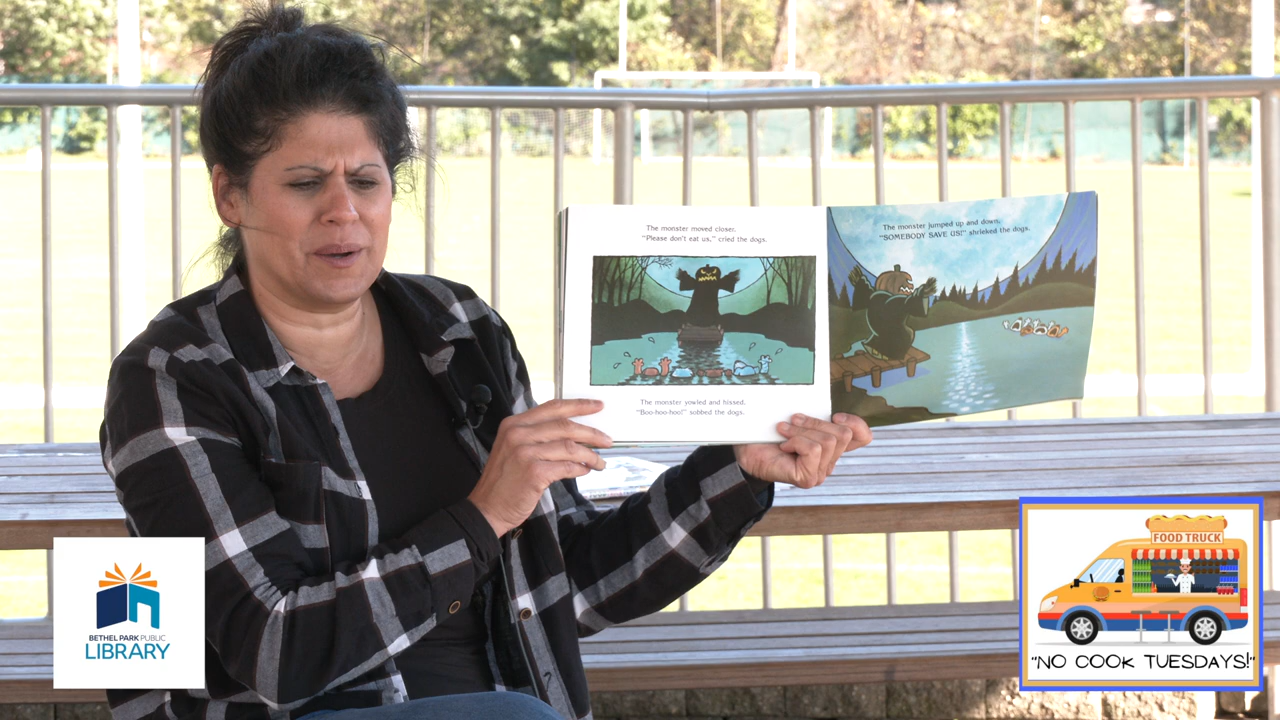 The monster moved closer.
"Please don't eat us," cried the dogs.
The monster yowled and hissed.
"Boo-hoo-hoo!" sobbed the dogs.
The monster jumped up and down.
"SOMEBODY SAVE US!" shrieked the dogs.
BETHEL PARK PUBLIC
LIBRARY
FOOD TRUCK
"NO COOK TUESDAYS!"